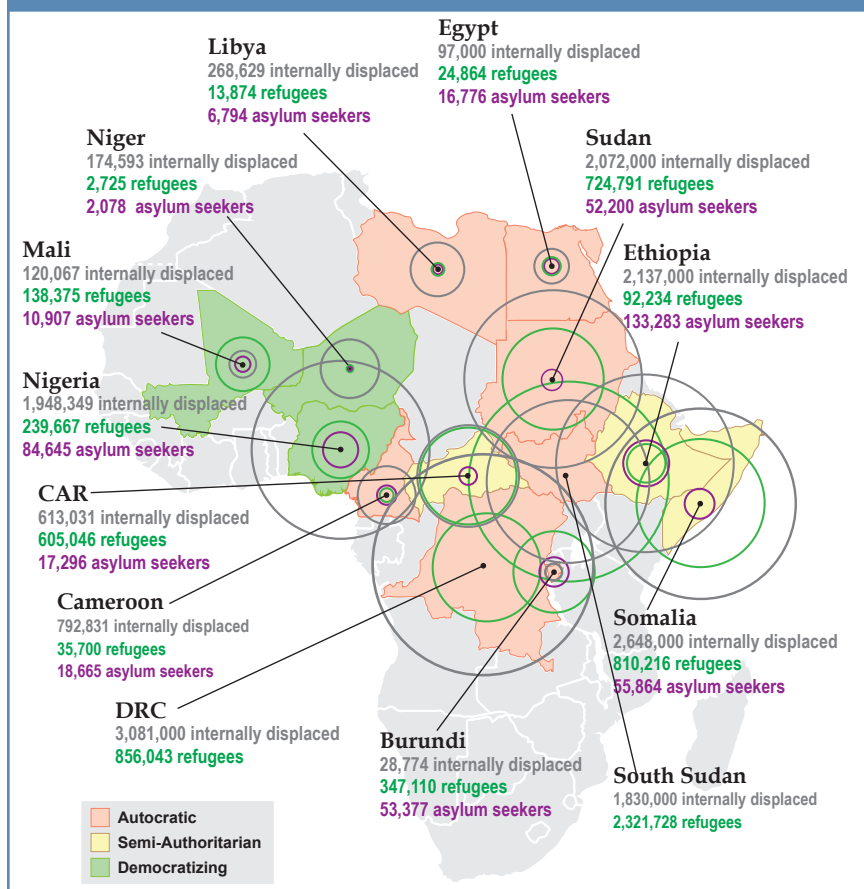 Egypt
97,000 internally displaced
24,864 refugees
16,776 asylum seekers
Libya
268,629 internally displaced
13,874 refugees
6,794 asylum seekers
Niger
174,593 internally displaced
2,725 refugees
2,078 asylum seekers
Sudan
2,072,000 internally displaced
724,791 refugees
52,200 asylum seekers
Mali
120,067 internally displaced
138,375 refugees
10,907 asylum seekers
Ethiopia
2,137,000 internally displaced
92,234 refugees
133,283 asylum seekers
Nigeria
1,948,349 internally displaced
239,667 refugees
84,645 asylum seekers
CAR
613,031 internally displaced
605,046 refugees
17,296 asylum seekers
Cameroon
792,831 internally displaced
35,700 refugees
18,665 asylum seekers
Somalia
2,648,000 internally displaced
810,216 refugees
55,864 asylum seekers
DRC
3,081,000 internally displaced
856,043 refugees
Burundi
28,774 internally displaced
347,110 refugees
53,377 asylum seekers
South Sudan
1,830,000 internally displaced
2,321,728 refugees
Autocratic
Semi-Authoritarian
Democratizing